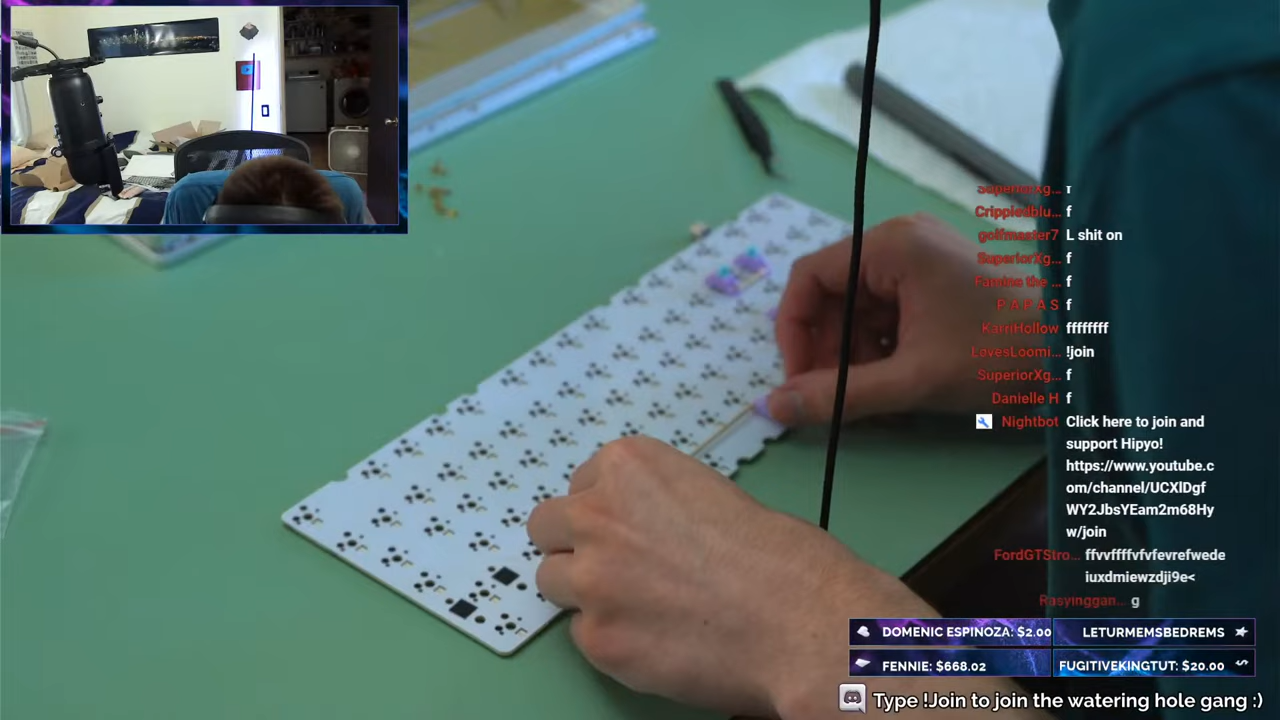 SuperiorXg... f
Crippledblu... f
golfmaster7 L shit on
SuperiorXg... f
Famine the ... f
P A P A S f
KarriHollow ffffffff
LovesLoomi... !join
SuperiorXg... f
Danielle H f
Nightbot Click here to join and
support Hipyo!
https://www.youtube.c
om/channel/UCXlDgf
WY2JbsYEam2m68Hy
w/join
FordGTStro... ffvvffffvfvfevrefwede
iuxdmiewzdji9e<
Rasyinggan... g
DOMENIC ESPINOZA: $2.00
LETURMEMSBEDREMS
FENNIE: $668.02
FUGITIVEKINGTUT: $20.00
Type !Join to join the watering hole gang :)